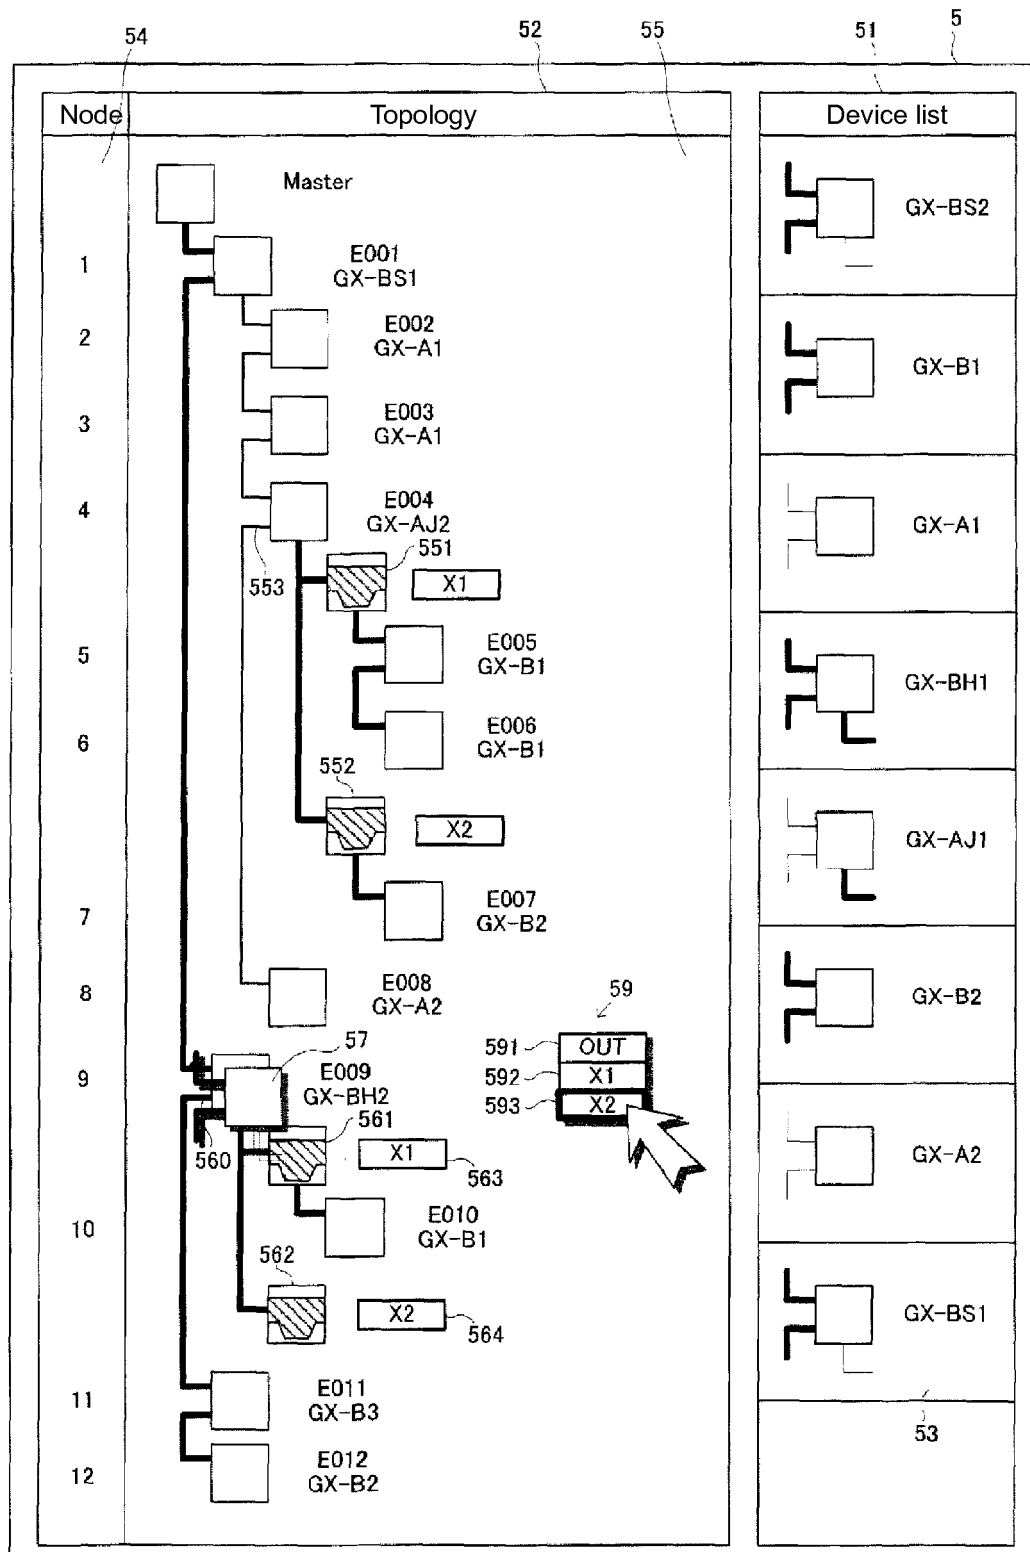 54
52
55
51
5
Node
Topology
Device list
Master
1
E001
GX-BS1
2
E002
GX-A1
3
E003
GX-A1
4
E004
GX-AJ2
553
551
X1
5
E005
GX-B1
6
E006
GX-B1
552
X2
7
E007
GX-B2
8
E008
GX-A2
59
591
OUT
592
X1
593
X2
57
9
E009
GX-BH2
560
561
X1
563
10
E010
GX-B1
562
X2
564
11
E011
GX-B3
12
E012
GX-B2
GX-BS2
GX-B1
GX-A1
GX-BH1
GX-AJ1
GX-B2
GX-A2
GX-BS1
53